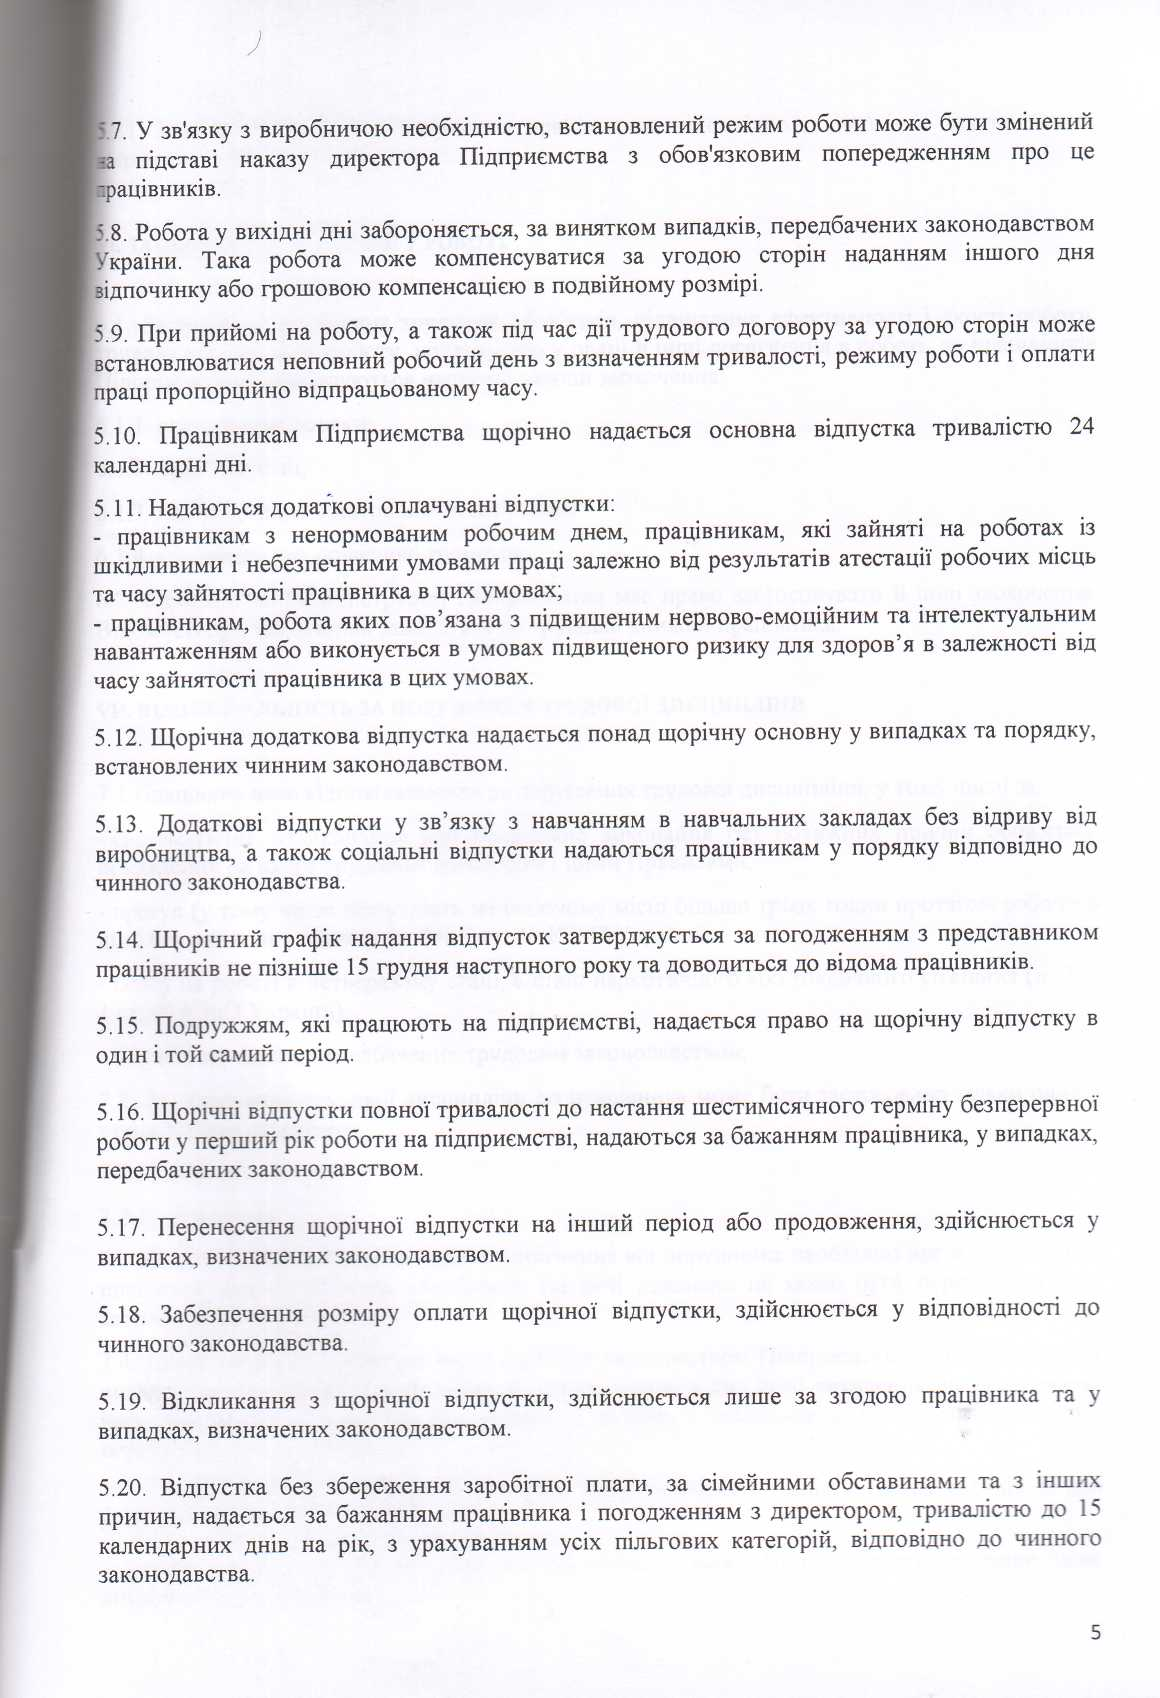 5.7. У зв'язку з виробничою необхідністю, встановлений режим роботи може бути змінений
на підставі наказу директора Підприємства з обов'язковим попередженням про це
працівників.
5.8. Робота у вихідні дні забороняється, за винятком випадків, передбачених законодавством
України. Така робота може компенсуватися за угодою сторін наданням іншого дня
відпочинку або грошовою компенсацією в подвійному розмірі.
5.9. При прийомі на роботу, а також під час дії трудового договору за угодою сторін може
встановлюватися неповний робочий день з визначенням тривалості, режиму роботи і оплати
праці пропорційно відпрацьованому часу.
5.10. Працівникам Підприємства щорічно надається основна відпустка тривалістю 24
календарні дні.
5.11. Надаються додаткові оплачувані відпустки:
- працівникам з ненормованим робочим днем, працівникам, які зайняті на роботах із
шкідливими і небезпечними умовами праці залежно від результатів атестації робочих місць
та часу зайнятості працівника в цих умовах;
- працівникам, робота яких пов’язана з підвищеним нервово-емоційним та інтелектуальним
навантаженням або виконується в умовах підвищеного ризику для здоров’я в залежності від
часу зайнятості працівника в цих умовах.
5.12. Щорічна додаткова відпустка надається понад щорічну основну у випадках та порядку,
встановлених чинним законодавством.
5.13. Додаткові відпустки у зв’язку з навчанням в навчальних закладах без відриву від
виробництва, а також соціальні відпустки надаються працівникам у порядку відповідно до
чинного законодавства.
5.14. Щорічний графік надання відпусток затверджується за погодженням з представником
працівників не пізніше 15 грудня наступного року та доводиться до відома працівників.
5.15. Подружжям, які працюють на підприємстві, надається право на щорічну відпустку в
один і той самий період.
5.16. Щорічні відпустки повної тривалості до настання шестимісячного терміну безперервної
роботи у перший рік роботи на підприємстві, надаються за бажанням працівника, у випадках,
передбачених законодавством.
5.17. Перенесення щорічної відпустки на інший період або продовження, здійснюється у
випадках, визначених законодавством.
5.18. Забезпечення розміру оплати щорічної відпустки, здійснюється у відповідності до
чинного законодавства.
5.19. Відкликання з щорічної відпустки, здійснюється лише за згодою працівника та у
випадках, визначених законодавством.
5.20. Відпустка без збереження заробітної плати, за сімейними обставинами та з інших
причин, надається за бажанням працівника і погодженням з директором, тривалістю до 15
календарних днів на рік, з урахуванням усіх пільгових категорій, відповідно до чинного
законодавства.
5